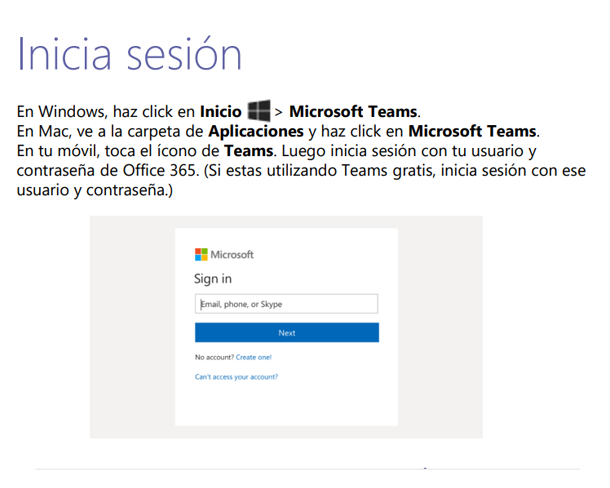 Inicia sesión
En Windows, haz click en Inicio > Microsoft Teams.
En Mac, ve a la carpeta de Aplicaciones y haz click en Microsoft Teams.
En tu móvil, toca el ícono de Teams. Luego inicia sesión con tu usuario y
contraseña de Office 365. (Si estas utilizando Teams gratis, inicia sesión con ese
usuario y contraseña.)
Microsoft
Sign in
Email, phone, or Skype
Next
No account? Create one!
Can't access your account?